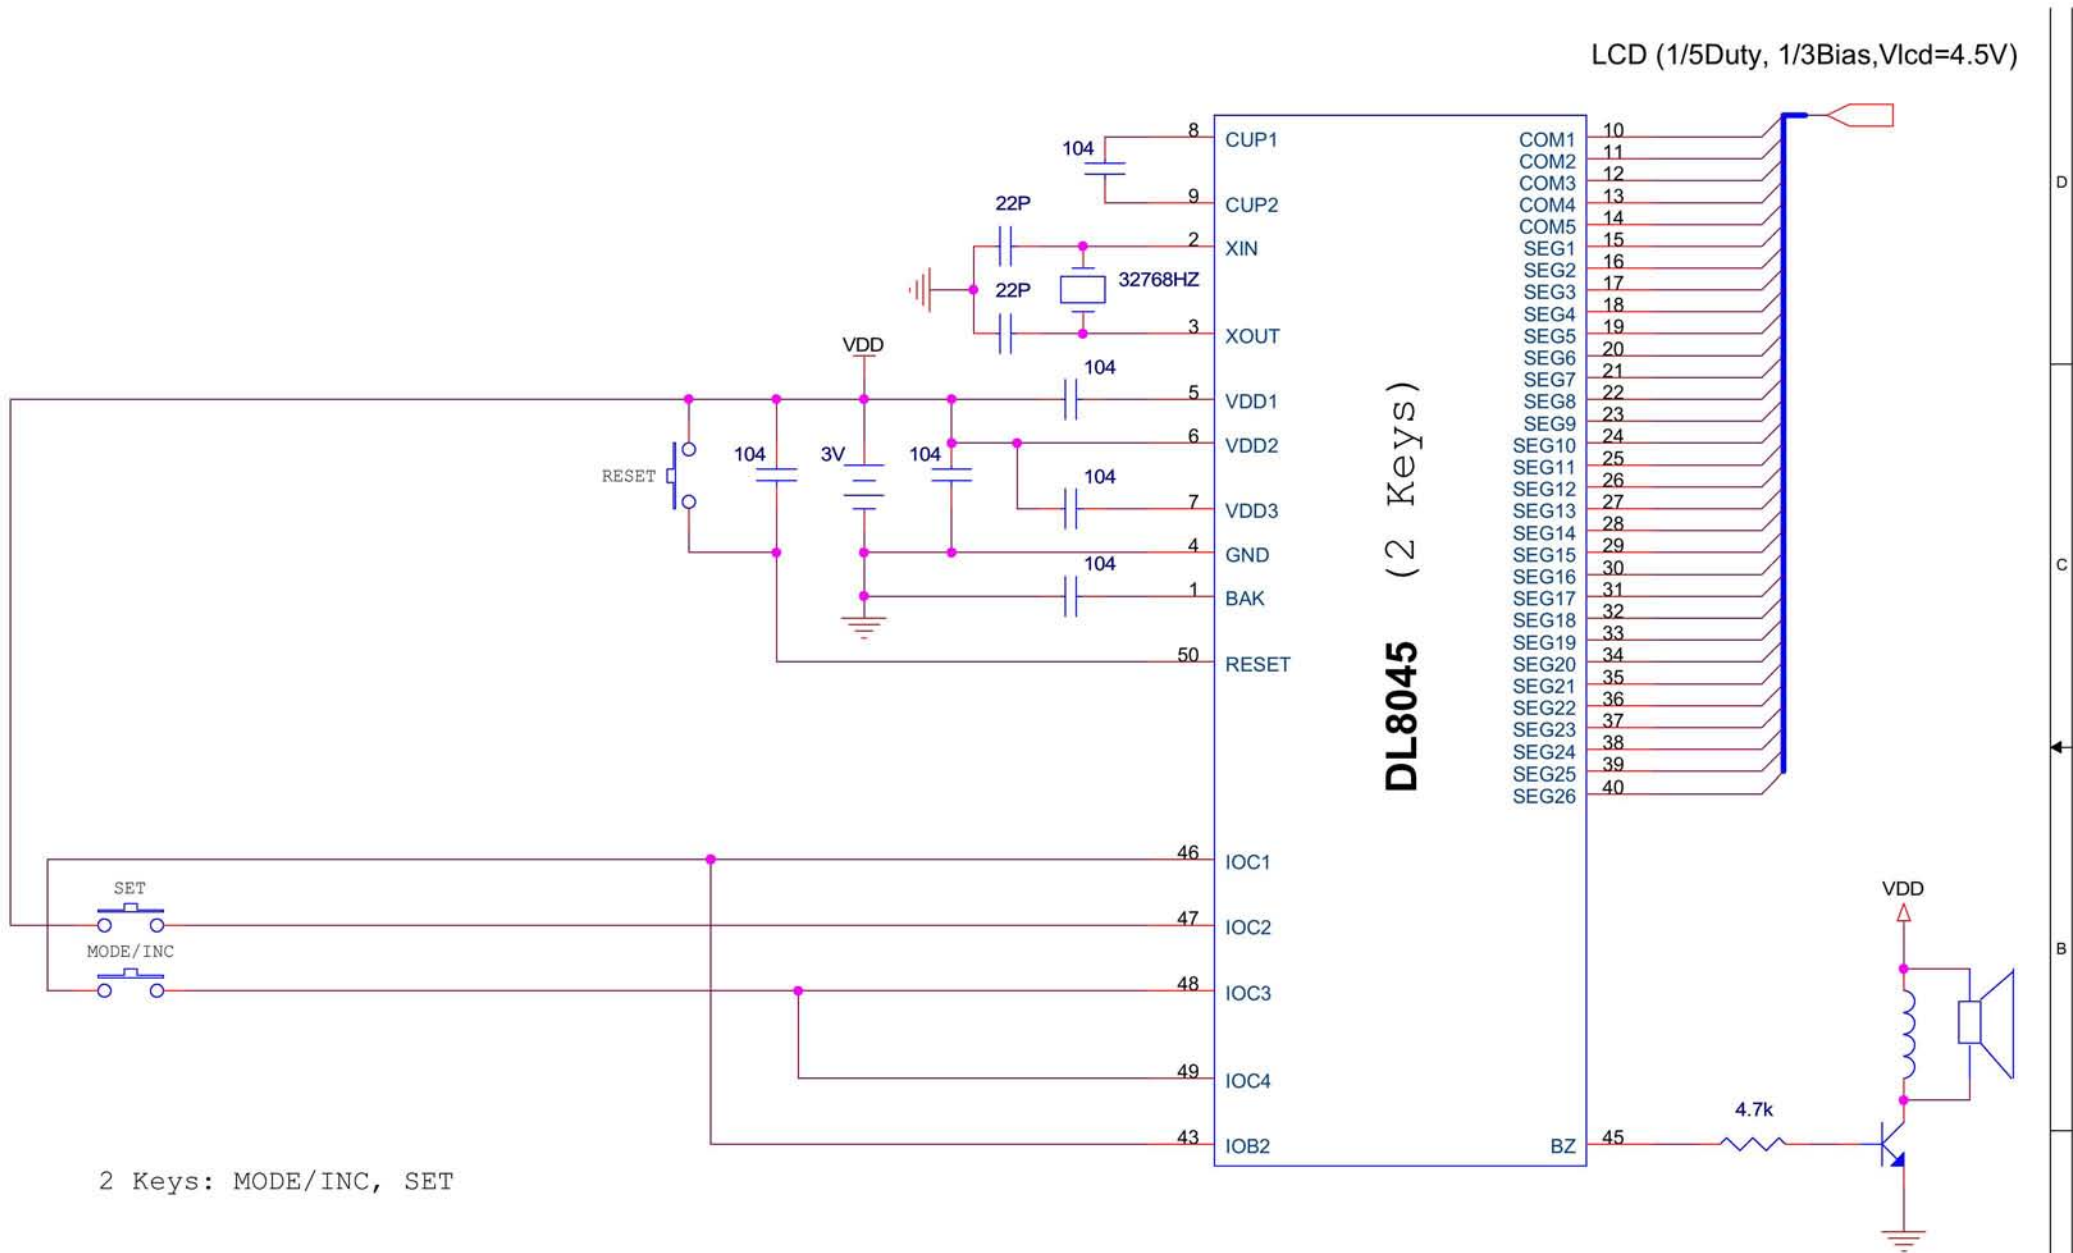 LCD (1/5Duty, 1/3Bias,Vlcd=4.5V)
8 CUP1
104
9 CUP2
22P
2 XIN
32768HZ
22P
3 XOUT
VDD
104
5 VDD1
6 VDD2
RESET
104
3V
104
104
7 VDD3
4 GND
104
1 BAK
50 RESET
DL8045 (2 Keys)
COM1 10
COM2 11
COM3 12
COM4 13
COM5 14
SEG1 15
SEG2 16
SEG3 17
SEG4 18
SEG5 19
SEG6 20
SEG7 21
SEG8 22
SEG9 23
SEG10 24
SEG11 25
SEG12 26
SEG13 27
SEG14 28
SEG15 29
SEG16 30
SEG17 31
SEG18 32
SEG19 33
SEG20 34
SEG21 35
SEG22 36
SEG23 37
SEG24 38
SEG25 39
SEG26 40
D
C
B
46 IOC1
SET
47 IOC2
MODE/INC
48 IOC3
49 IOC4
43 IOB2
BZ 45
4.7k
VDD
2 Keys: MODE/INC, SET